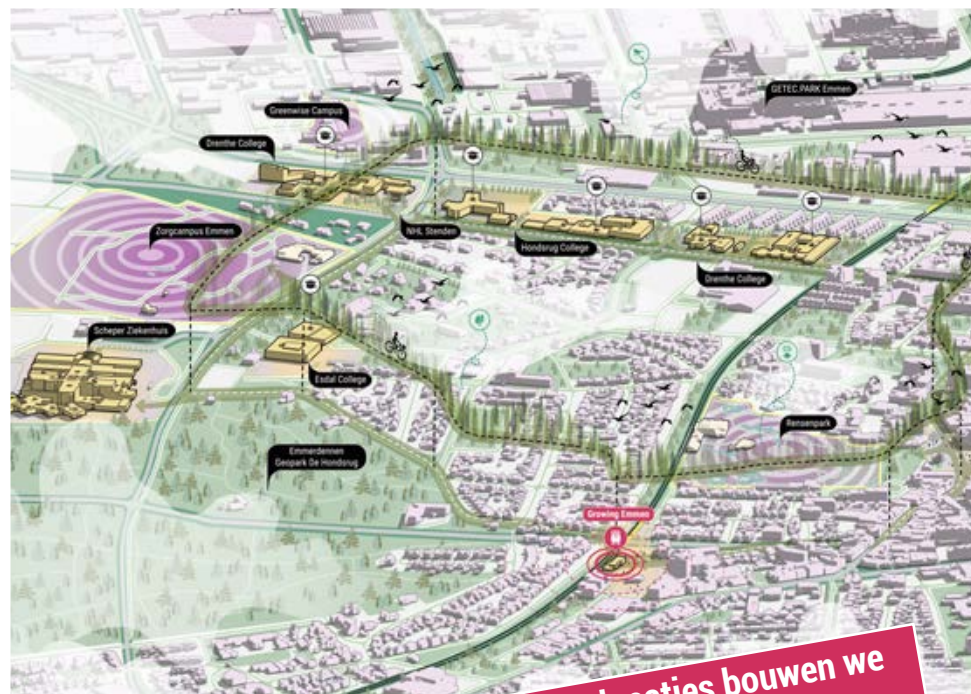 GETEC.PARK Emmen
Greenwise Campus
Drenthe College
Zorgcampus Emmen
NHL Stenden
Hondsrug College
Drenthe College
Scheper Ziekenhuis
Esdal College
Rensenpark
Emmerdennen
Geopark De Hondsrug
Growing Emmen
bouwen we